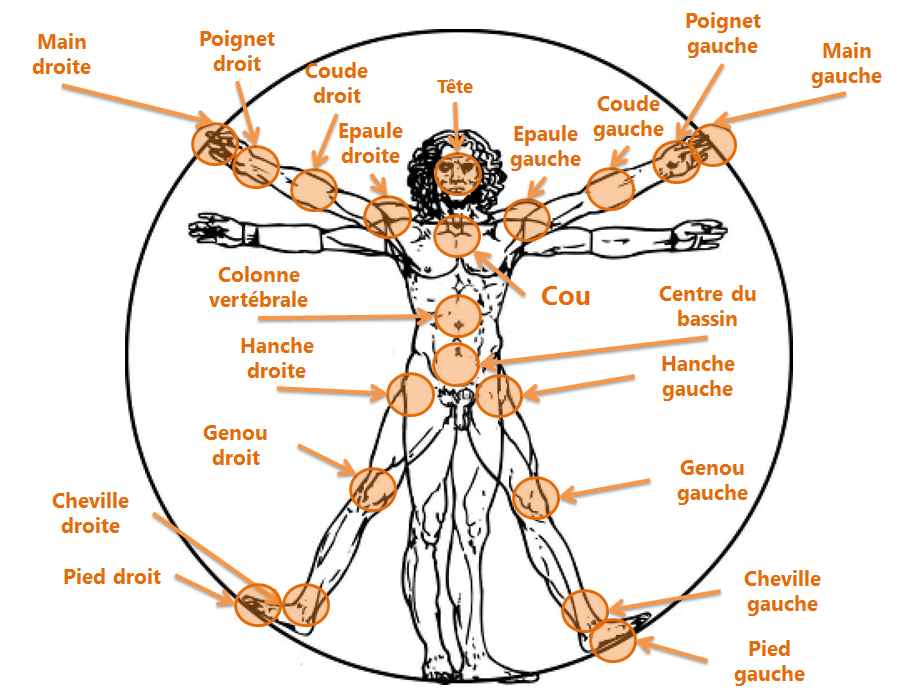 Main
droite
Poignet
droit
Coude
droit
Epaule
droite
Tête
Epaule
gauche
Coude
gauche
Poignet
gauche
Main
gauche
Colonne
vertébrale
Cou
Centre du
bassin
Hanche
droite
Hanche
gauche
Genou
droit
Genou
gauche
Cheville
droite
Pied droit
Cheville
gauche
Pied
gauche